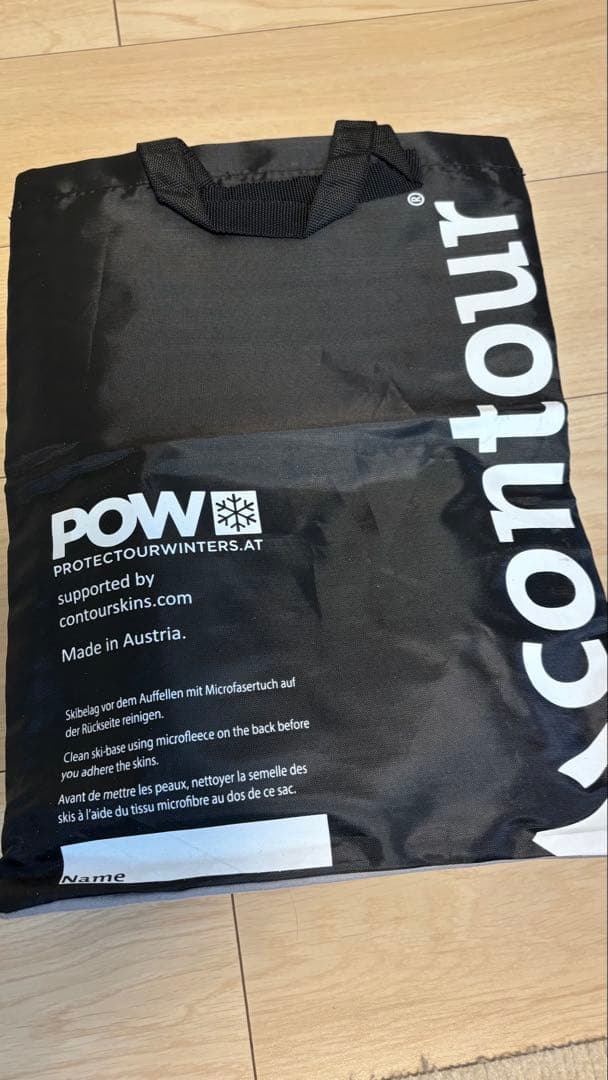 contour®
POW
PROTECTOURWINTERS.AT
supported by
contourskins.com
Made in Austria.
Skibelag vor dem Auffellen mit Microfasertuch auf
der Rückseite reinigen.
Clean ski-base using microfleece on the back before
you adhere the skins.
Avant de mettre les peaux, nettoyer la semelle des
skis à l'aide du tissu microfibre au dos de ce sac.
Name